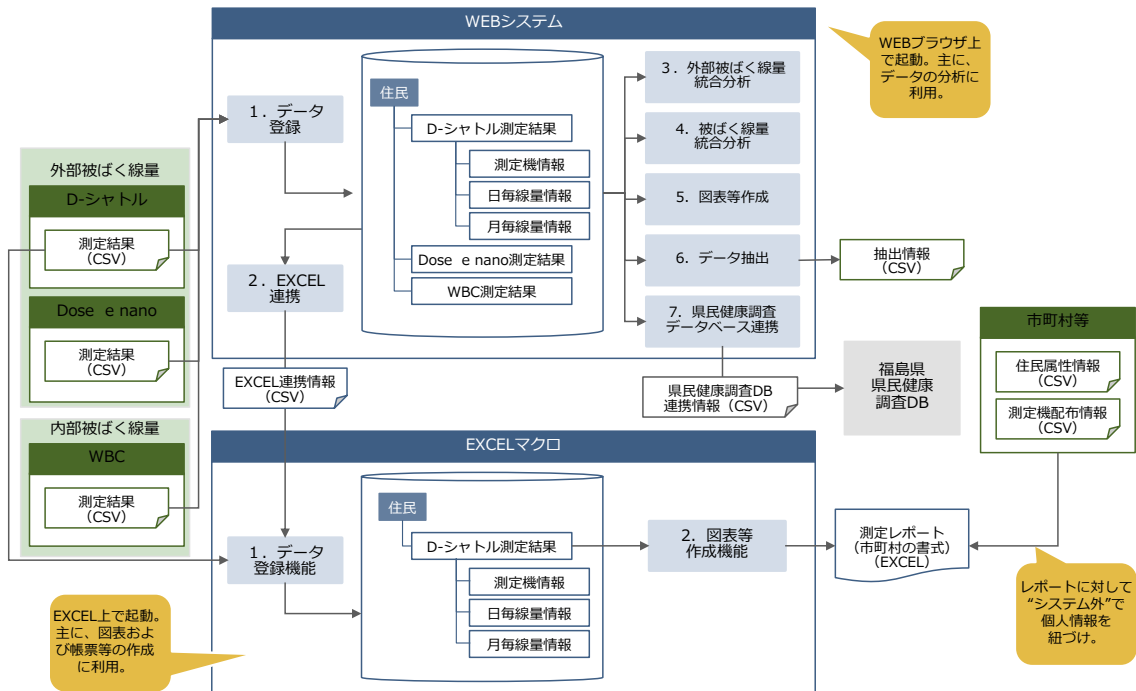 WEBシステム
WEBブラウザ上
で起動。主に、
データの分析に
利用。
住民
1．データ
登録
D-シャトル測定結果
測定機情報
日毎線量情報
月毎線量情報
Dose e nano測定結果
WBC測定結果
2．EXCEL
連携
3．外部被ばく線量
統合分析
4．被ばく線量
統合分析
5．図表等作成
6．データ抽出
7．県民健康調査
データベース連携
抽出情報
（CSV）
外部被ばく線量
D-シャトル
測定結果
（CSV）
Dose e nano
測定結果
（CSV）
内部被ばく線量
WBC
測定結果
（CSV）
EXCEL連携情報
（CSV）
県民健康調査DB
連携情報（CSV）
福島県
県民健康
調査DB
市町村等
住民属性情報
（CSV）
測定機配布情報
（CSV）
EXCELマクロ
住民
1．データ
登録機能
D-シャトル測定結果
測定機情報
日毎線量情報
月毎線量情報
2．図表等
作成機能
測定レポート
（市町村の書式）
（EXCEL）
レポートに対して
“システム外”で
個人情報を
紐づけ。
EXCEL上で起動。
主に、図表およ
び帳票等の作成
に利用。